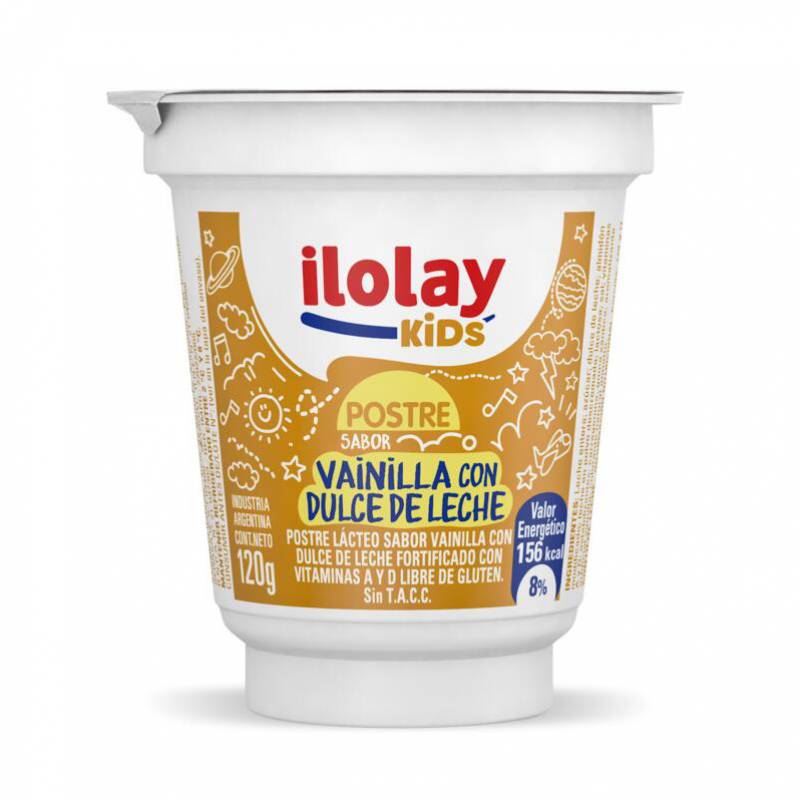 ilolay
KiDS
POSTRE
SABOR
VAiNiLLA CON
DULCE DE LECHE
POSTRE LÁCTEO SABOR VAINILLA CON
DULCE DE LECHE FORTIFICADO CON
VITAMINAS A Y D LIBRE DE GLUTEN.
Sin T.A.C.C.
INDUSTRIA
ARGENTINA
CONT.NETO
120g
Valor
Energético
156 kcal
8%